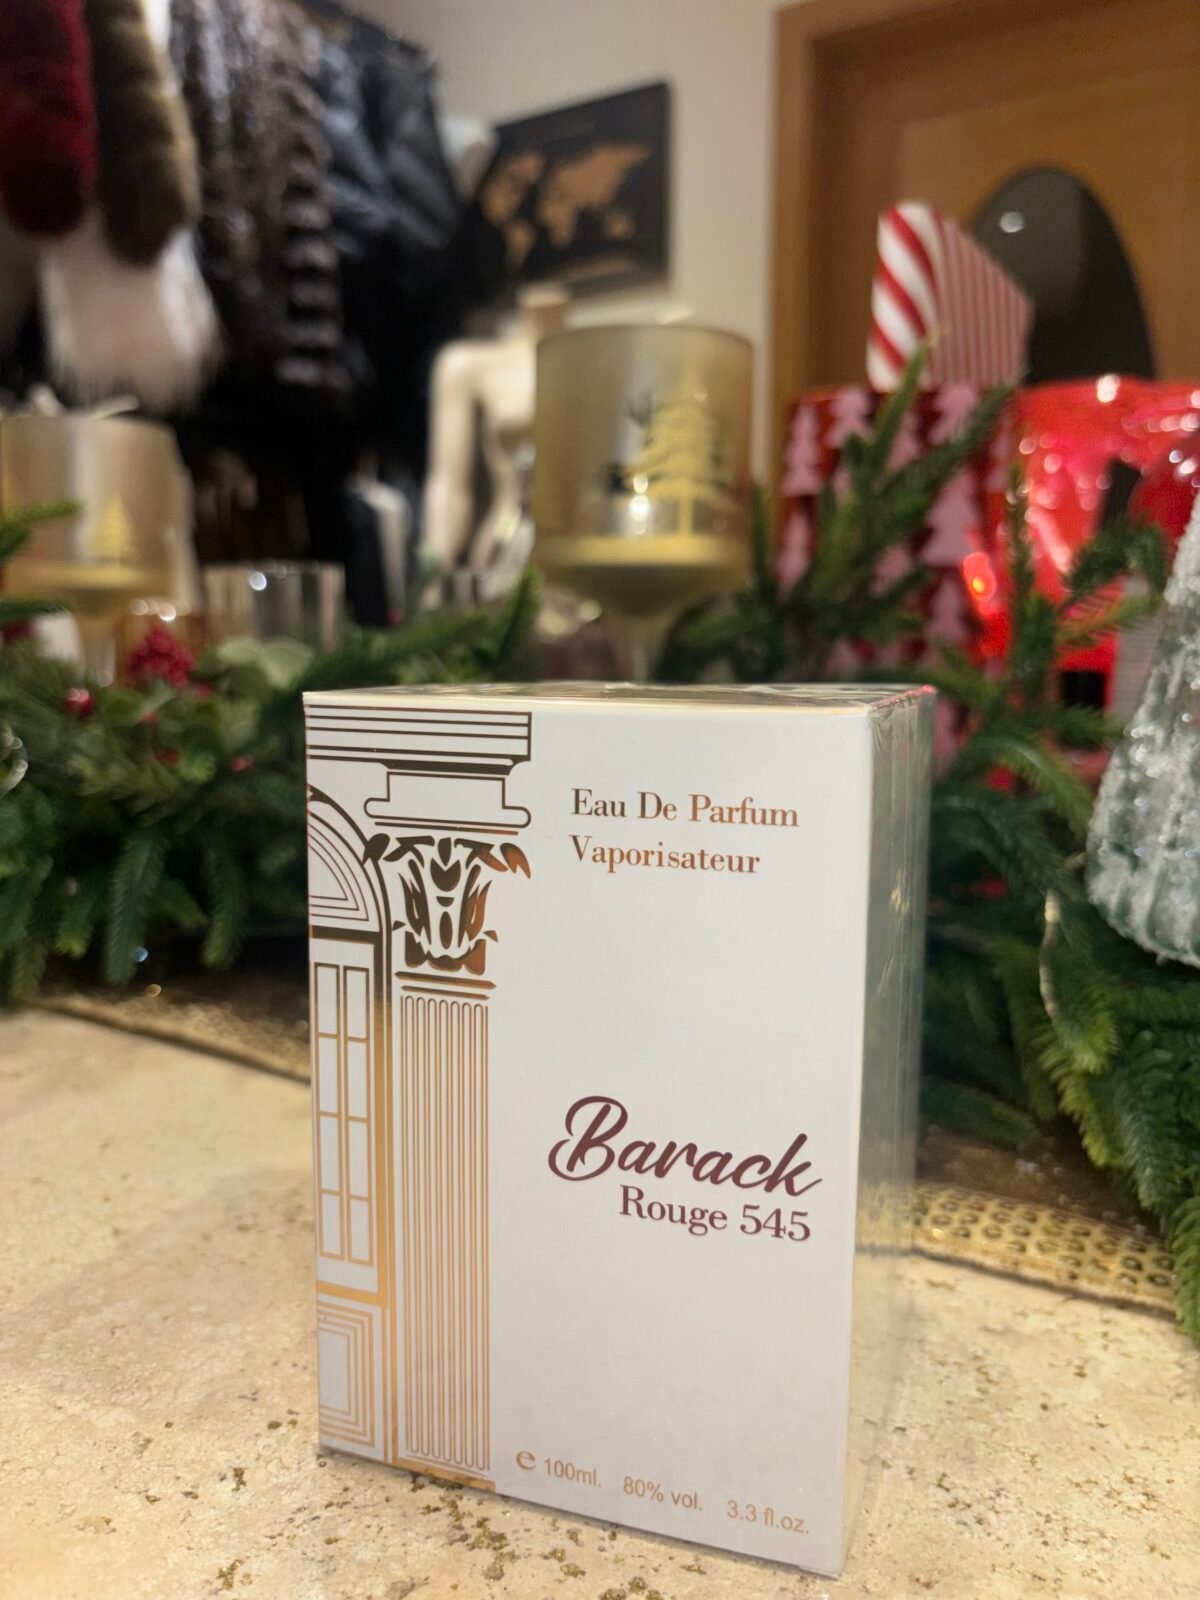 Eau De Parfum
Vaporisateur
Barack
Rouge 545
℮ 100ml. 80% vol. 3.3 fl.oz.